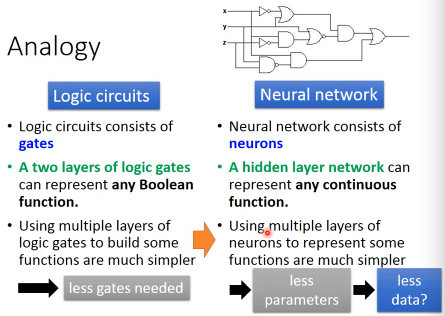 x
y
z
Analogy
Logic circuits
• Logic circuits consists of
gates
• A two layers of logic gates
can represent any Boolean
function.
• Using multiple layers of
logic gates to build some
functions are much simpler
less gates needed
Neural network
• Neural network consists of
neurons
• A hidden layer network can
represent any continuous
function.
• Using multiple layers of
neurons to represent some
functions are much simpler
less
parameters
less
data?